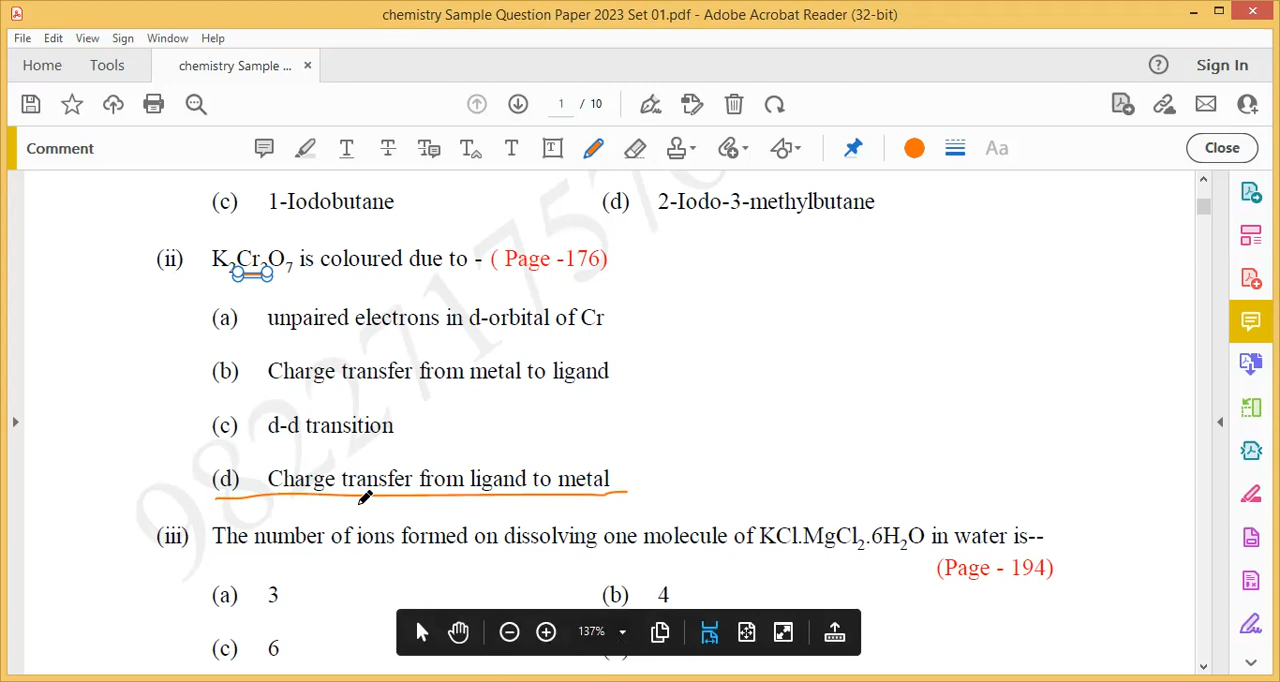 chemistry Sample Question Paper 2023 Set 01.pdf - Adobe Acrobat Reader (32-bit)
File Edit View Sign Window Help
Home Tools chemistry Sample ... × Sign In
1 / 10
Comment Aa Close
(c) 1-Iodobutane (d) 2-Iodo-3-methylbutane
(ii) K₂Cr₂O₇ is coloured due to - ( Page -176)
(a) unpaired electrons in d-orbital of Cr
(b) Charge transfer from metal to ligand
(c) d-d transition
(d) Charge transfer from ligand to metal
(iii) The number of ions formed on dissolving one molecule of KCl.MgCl₂.6H₂O in water is--
(Page - 194)
(a) 3 (b) 4
(c) 6
137%